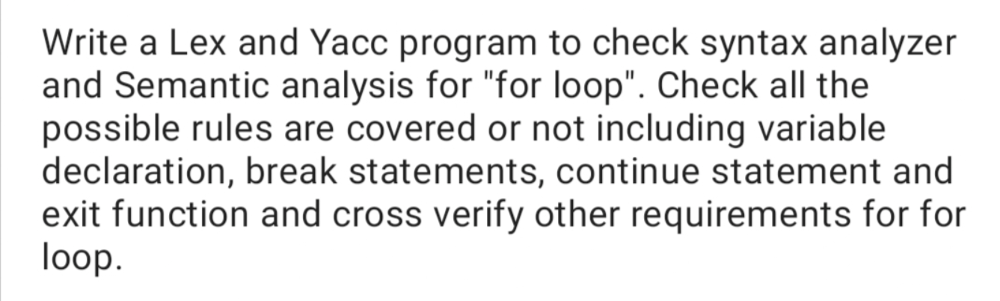 Write a Lex and Yacc program to check syntax analyzer
and Semantic analysis for "for loop". Check all the
possible rules are covered or not including variable
declaration, break statements, continue statement and
exit function and cross verify other requirements for for
loop.